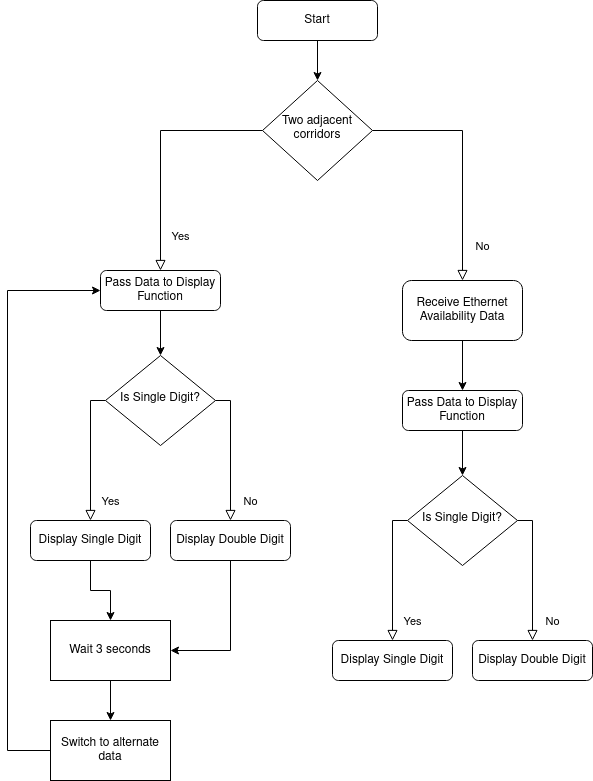 Start
Two adjacent
corridors
Yes
No
Pass Data to Display
Function
Receive Ethernet
Availability Data
Is Single Digit?
Pass Data to Display
Function
Yes
No
Is Single Digit?
Display Single Digit
Display Double Digit
Yes
No
Wait 3 seconds
Display Single Digit
Display Double Digit
Switch to alternate
data